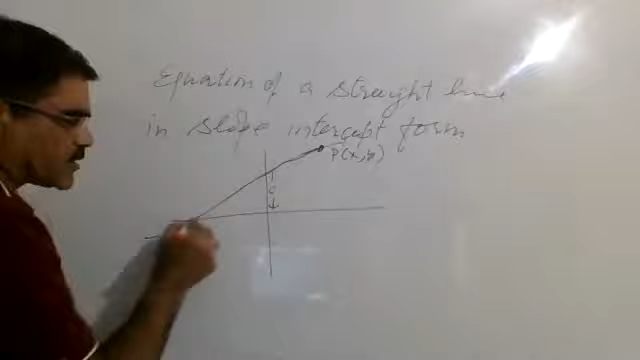 Equation of a straight line
in slope intercept form
P(x,y)
c